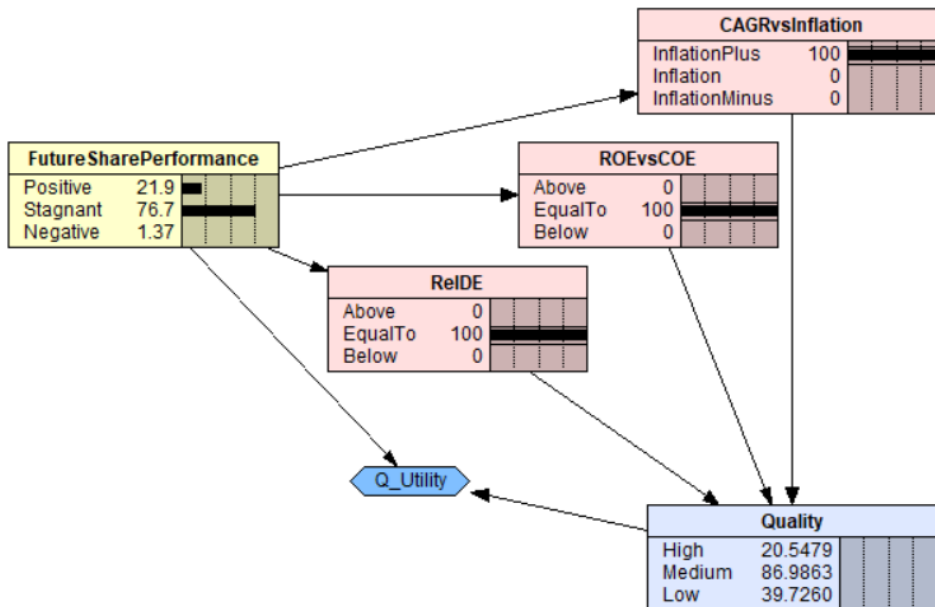 CAGRvsInflation
InflationPlus 100
Inflation 0
InflationMinus 0
FutureSharePerformance
Positive 21.9
Stagnant 76.7
Negative 1.37
ROEvsCOE
Above 0
EqualTo 100
Below 0
RelDE
Above 0
EqualTo 100
Below 0
Q_Utility
Quality
High 20.5479
Medium 86.9863
Low 39.7260